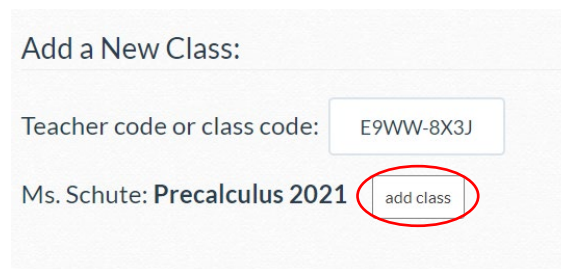 Add a New Class:
Teacher code or class code: E9WW-8X3J
Ms. Schute: Precalculus 2021 add class